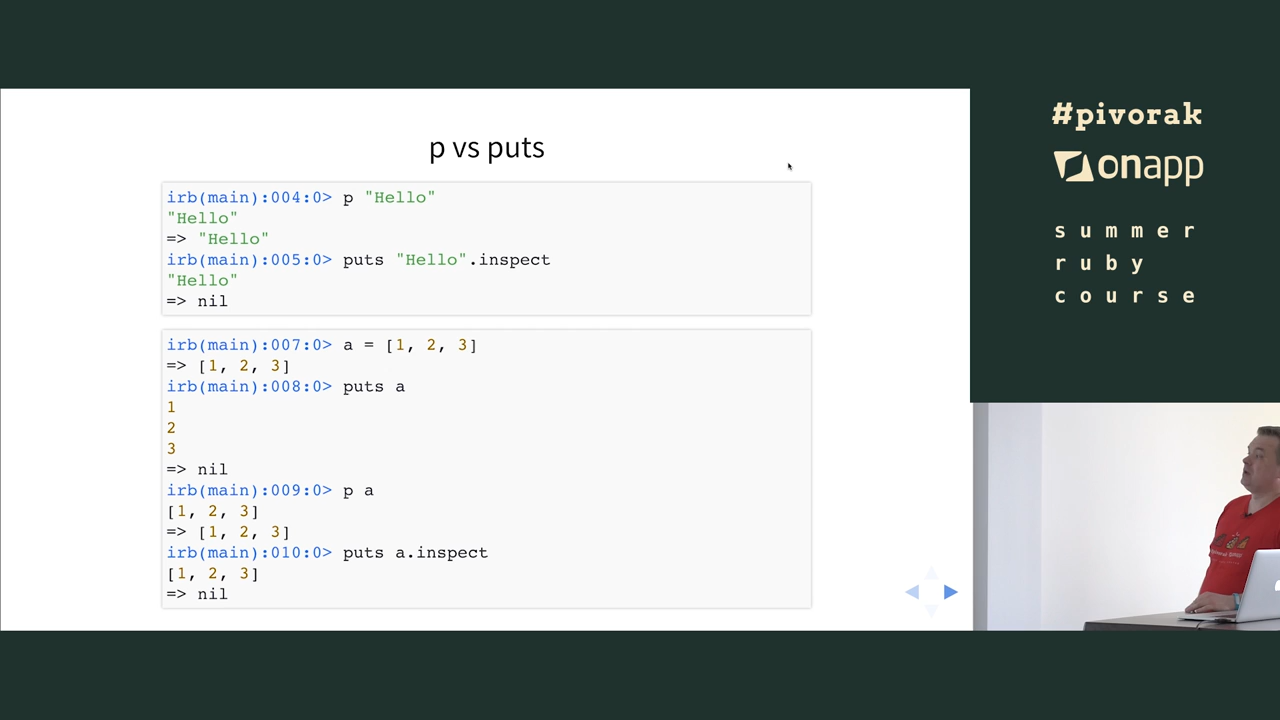 p vs puts
irb(main):004:0> p "Hello"
"Hello"
=> "Hello"
irb(main):005:0> puts "Hello".inspect
"Hello"
=> nil
irb(main):007:0> a = [1, 2, 3]
=> [1, 2, 3]
irb(main):008:0> puts a
1
2
3
=> nil
irb(main):009:0> p a
[1, 2, 3]
=> [1, 2, 3]
irb(main):010:0> puts a.inspect
[1, 2, 3]
=> nil
#pivorak
onapp
summer
ruby
course